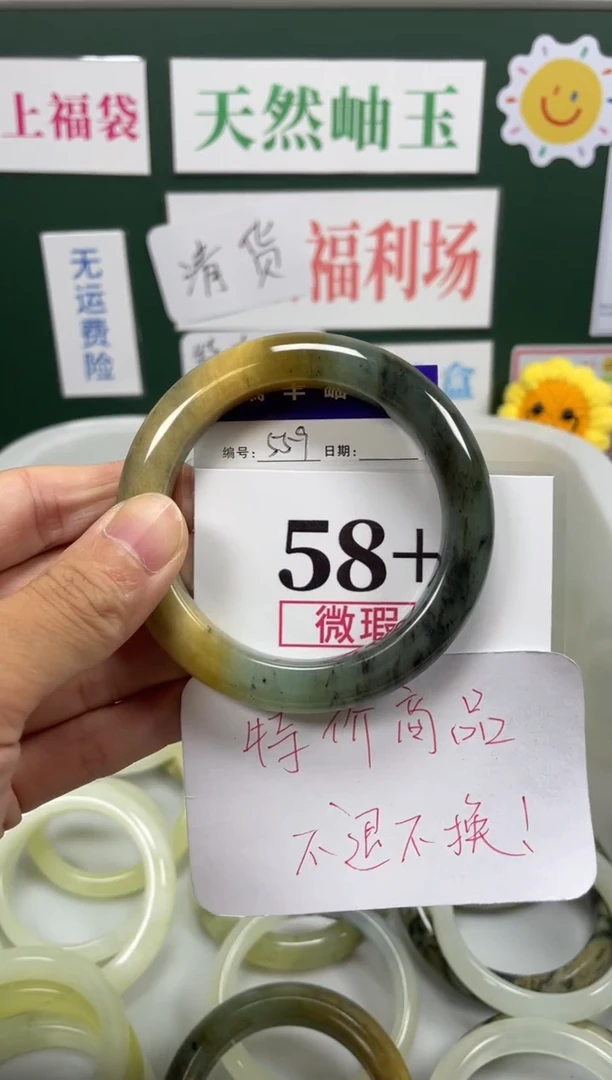 上福袋
天然岫玉
清货
福利场
无运费险
盒
编号: 559 日期:
58+
微瑕
特价商品
不退不换!